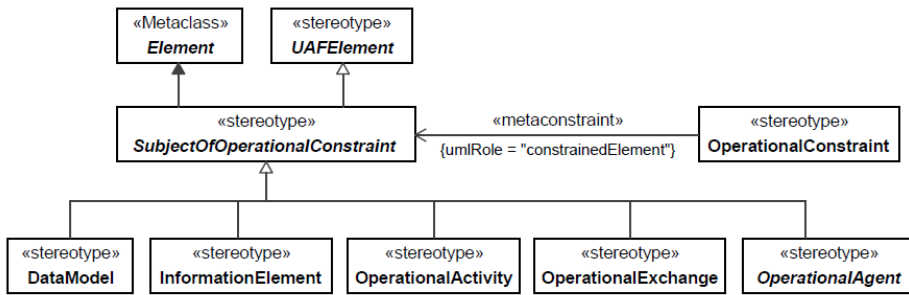 «Metaclass»
Element
«stereotype»
UAFElement
«stereotype»
SubjectOfOperationalConstraint
«metaconstraint»
{umlRole = "constrainedElement"}
«stereotype»
OperationalConstraint
«stereotype»
DataModel
«stereotype»
InformationElement
«stereotype»
OperationalActivity
«stereotype»
OperationalExchange
«stereotype»
OperationalAgent